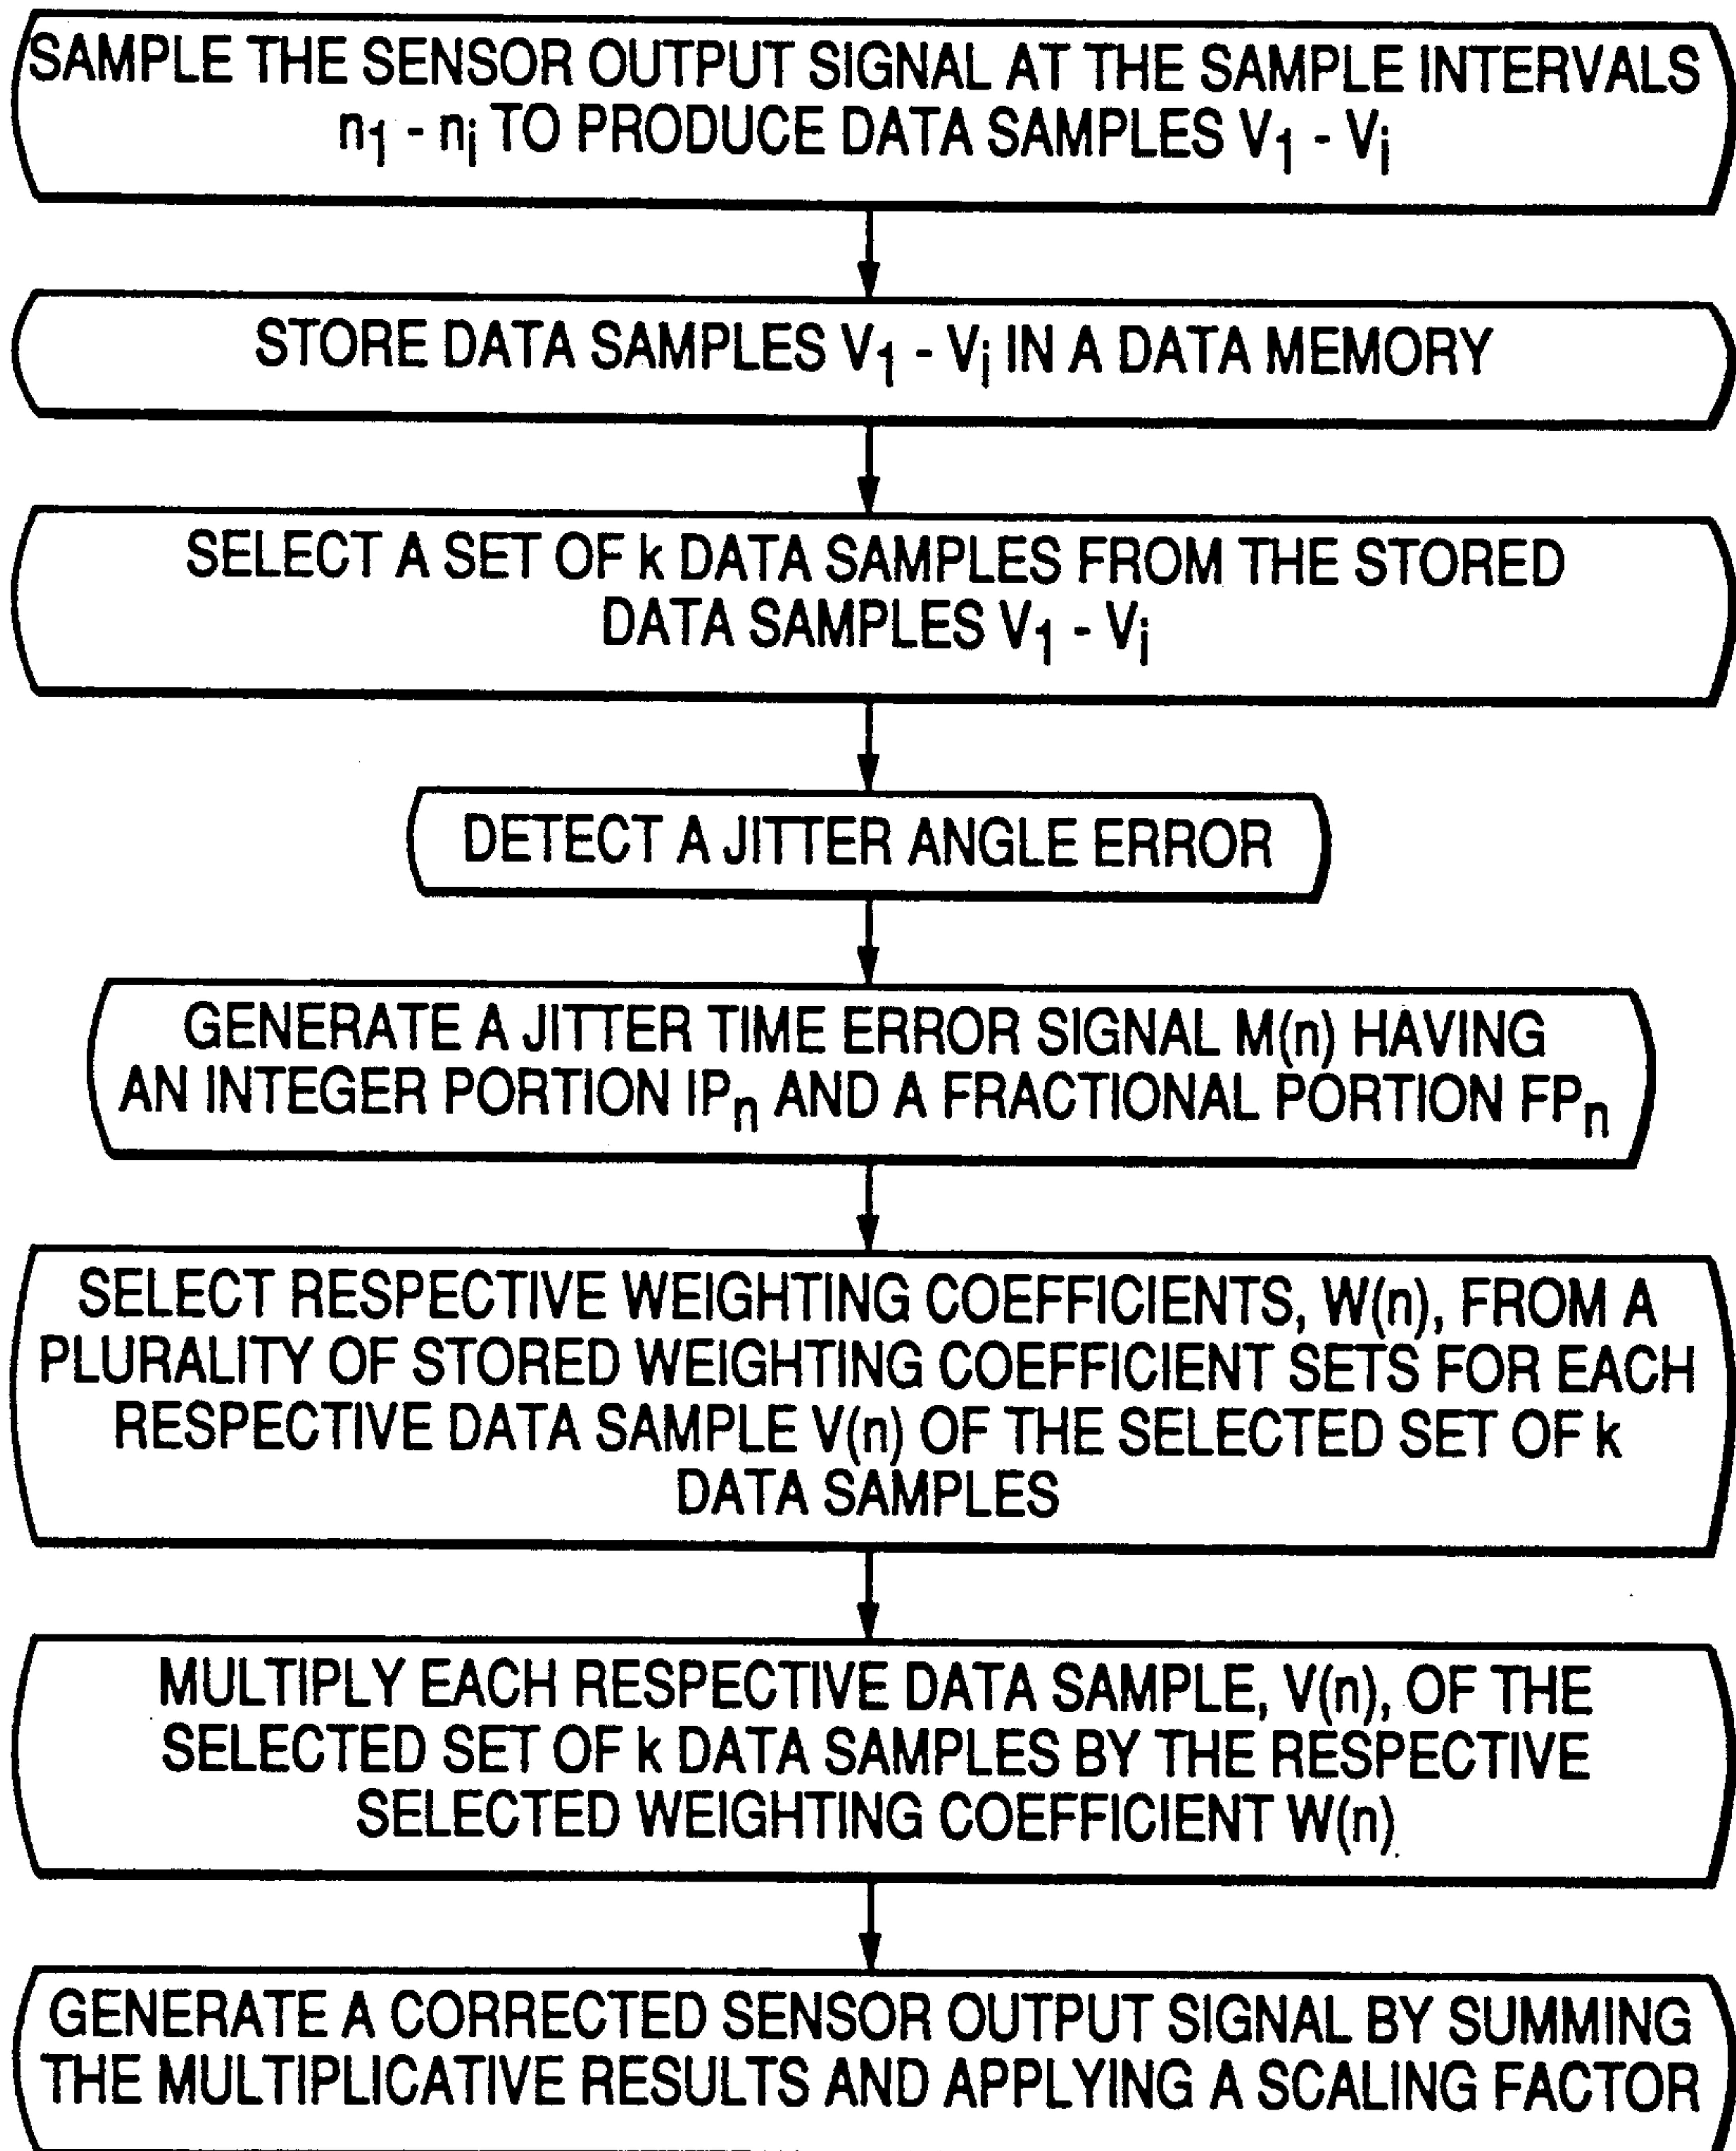 SAMPLE THE SENSOR OUTPUT SIGNAL AT THE SAMPLE INTERVALS
n₁ - nᵢ TO PRODUCE DATA SAMPLES V₁ - Vᵢ
STORE DATA SAMPLES V₁ - Vᵢ IN A DATA MEMORY
SELECT A SET OF k DATA SAMPLES FROM THE STORED
DATA SAMPLES V₁ - Vᵢ
DETECT A JITTER ANGLE ERROR
GENERATE A JITTER TIME ERROR SIGNAL M(n) HAVING
AN INTEGER PORTION IPₙ AND A FRACTIONAL PORTION FPₙ
SELECT RESPECTIVE WEIGHTING COEFFICIENTS, W(n), FROM A
PLURALITY OF STORED WEIGHTING COEFFICIENT SETS FOR EACH
RESPECTIVE DATA SAMPLE V(n) OF THE SELECTED SET OF k
DATA SAMPLES
MULTIPLY EACH RESPECTIVE DATA SAMPLE, V(n), OF THE
SELECTED SET OF k DATA SAMPLES BY THE RESPECTIVE
SELECTED WEIGHTING COEFFICIENT W(n)
GENERATE A CORRECTED SENSOR OUTPUT SIGNAL BY SUMMING
THE MULTIPLICATIVE RESULTS AND APPLYING A SCALING FACTOR